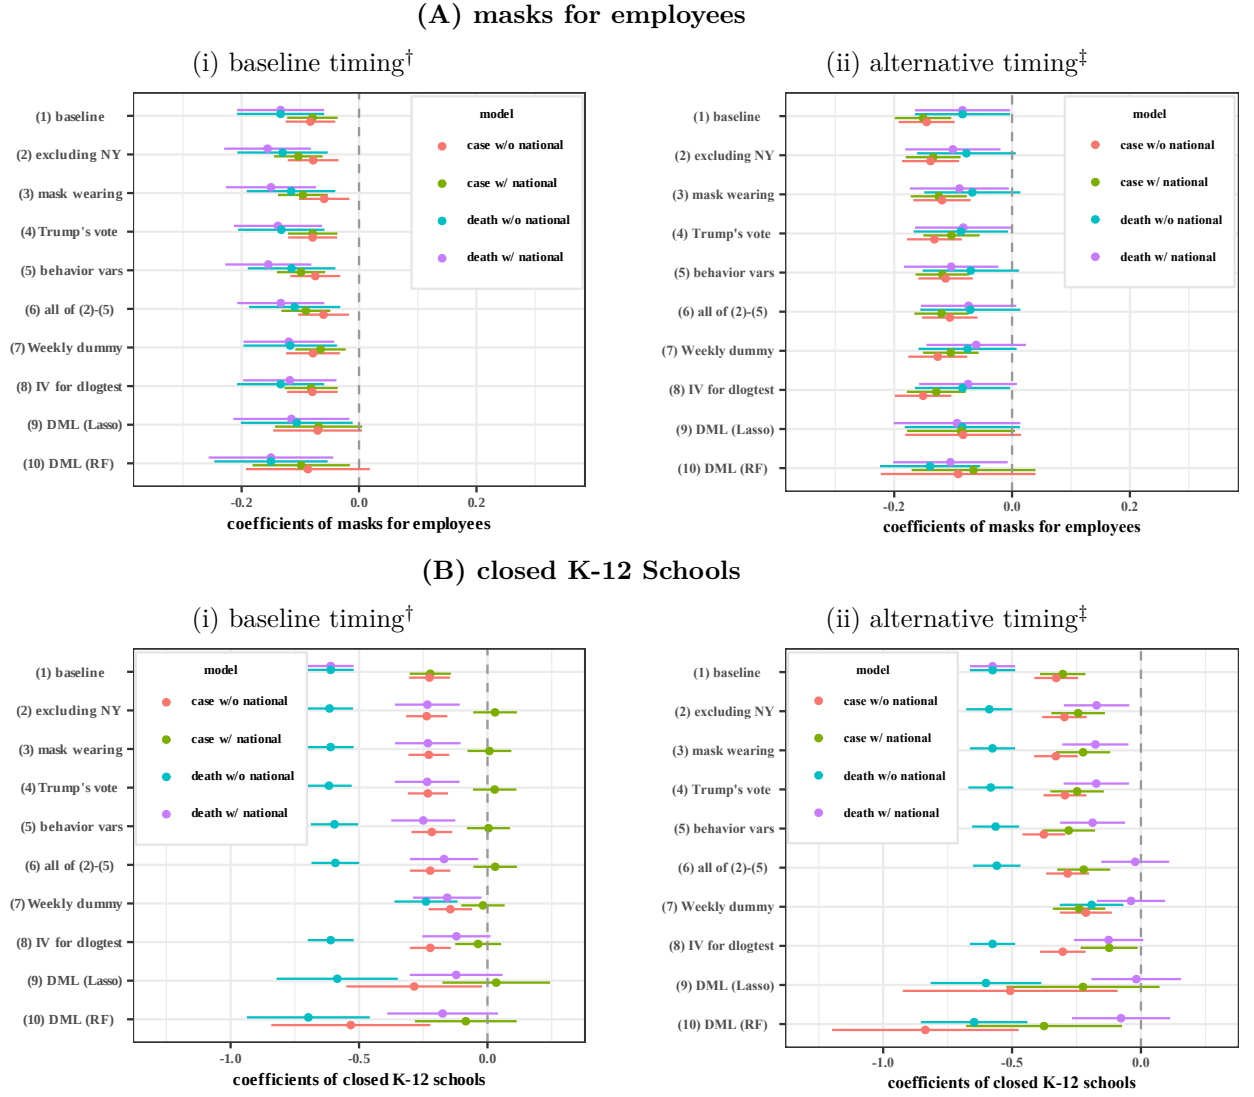 (A) masks for employees
(i) baseline timing†
(ii) alternative timing‡
(1) baseline
(2) excluding NY
(3) mask wearing
(4) Trump's vote
(5) behavior vars
(6) all of (2)-(5)
(7) Weekly dummy
(8) IV for dlogtest
(9) DML (Lasso)
(10) DML (RF)
model
case w/o national
case w/ national
death w/o national
death w/ national
-0.2
0.0
0.2
coefficients of masks for employees
(1) baseline
(2) excluding NY
(3) mask wearing
(4) Trump's vote
(5) behavior vars
(6) all of (2)-(5)
(7) Weekly dummy
(8) IV for dlogtest
(9) DML (Lasso)
(10) DML (RF)
model
case w/o national
case w/ national
death w/o national
death w/ national
-0.2
0.0
0.2
coefficients of masks for employees
(B) closed K-12 Schools
(i) baseline timing†
(ii) alternative timing‡
(1) baseline
(2) excluding NY
(3) mask wearing
(4) Trump's vote
(5) behavior vars
(6) all of (2)-(5)
(7) Weekly dummy
(8) IV for dlogtest
(9) DML (Lasso)
(10) DML (RF)
model
case w/o national
case w/ national
death w/o national
death w/ national
-1.0
-0.5
0.0
coefficients of closed K-12 schools
(1) baseline
(2) excluding NY
(3) mask wearing
(4) Trump's vote
(5) behavior vars
(6) all of (2)-(5)
(7) Weekly dummy
(8) IV for dlogtest
(9) DML (Lasso)
(10) DML (RF)
model
case w/o national
case w/ national
death w/o national
death w/ national
-1.0
-0.5
0.0
coefficients of closed K-12 schools